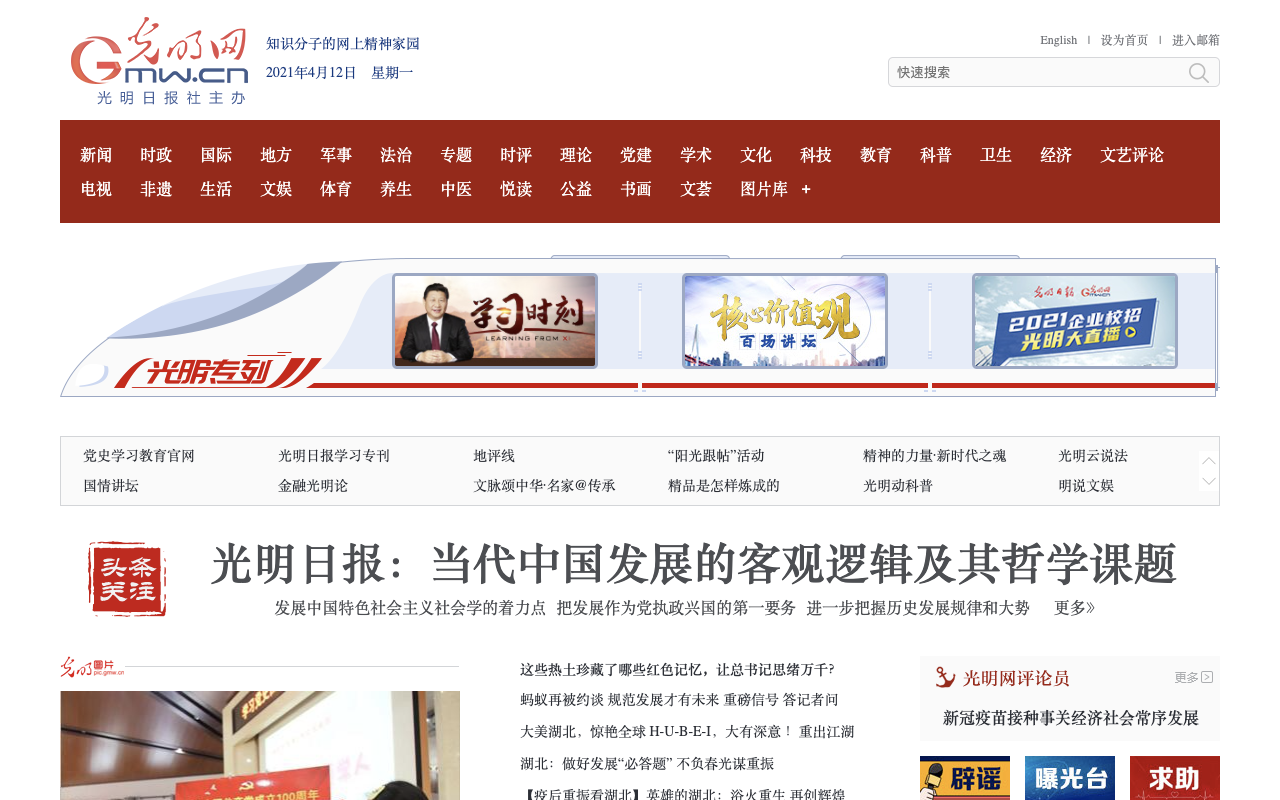 光明网
Gmw.cn
光明日报社主办
知识分子的网上精神家园
2021年4月12日 星期一
English | 设为首页 | 进入邮箱
快速搜索
新闻 时政 国际 地方 军事 法治 专题 时评 理论 党建 学术 文化 科技 教育 科普 卫生 经济 文艺评论
电视 非遗 生活 文娱 体育 养生 中医 悦读 公益 书画 文荟 图片库 +
学习时刻
LEARNING FROM XI
核心价值观
百场讲坛
光明日报 光明网
2021企业校招
光明大直播
光明专列
党史学习教育官网 光明日报学习专刊 地评线 “阳光跟帖”活动 精神的力量·新时代之魂 光明云说法
国情讲坛 金融光明论 文脉颂中华·名家@传承 精品是怎样炼成的 光明动科普 明说文娱
头条
关注
光明日报：当代中国发展的客观逻辑及其哲学课题
发展中国特色社会主义社会学的着力点 把发展作为党执政兴国的第一要务 进一步把握历史发展规律和大势 更多》
光明图片
pic.gmw.cn
这些热土珍藏了哪些红色记忆，让总书记思绪万千?
蚂蚁再被约谈 规范发展才有未来 重磅信号 答记者问
大美湖北，惊艳全球 H-U-B-E-I，大有深意！ 重出江湖
湖北：做好发展“必答题” 不负春光谋重振
【疫后重振看湖北】英雄的湖北：浴火重生 再创辉煌
光明网评论员
更多
新冠疫苗接种事关经济社会常序发展
辟谣 曝光台 求助